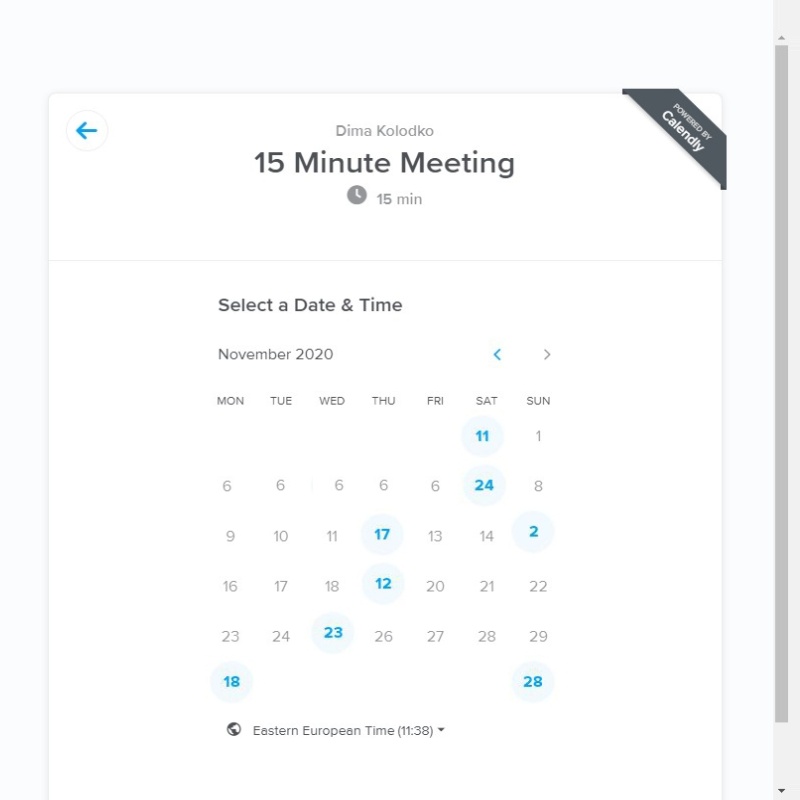 POWERED BY
Calendly
Dima Kolodko
15 Minute Meeting
15 min
Select a Date & Time
November 2020
MON TUE WED THU FRI SAT SUN
11 1
6 6 6 6 6 24 8
9 10 11 17 13 14 2
16 17 18 12 20 21 22
23 24 23 26 27 28 29
18 28
Eastern European Time (11:38)